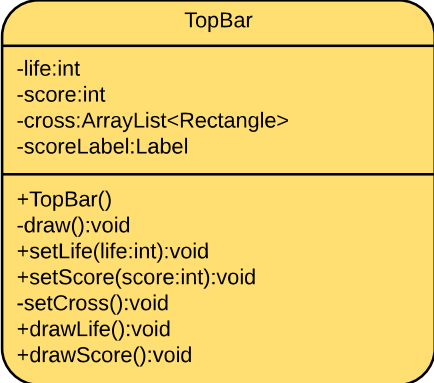 TopBar
-life:int
-score:int
-cross:ArrayList<Rectangle>
-scoreLabel:Label
+TopBar()
-draw():void
+setLife(life:int):void
+setScore(score:int):void
-setCross():void
+drawLife():void
+drawScore():void